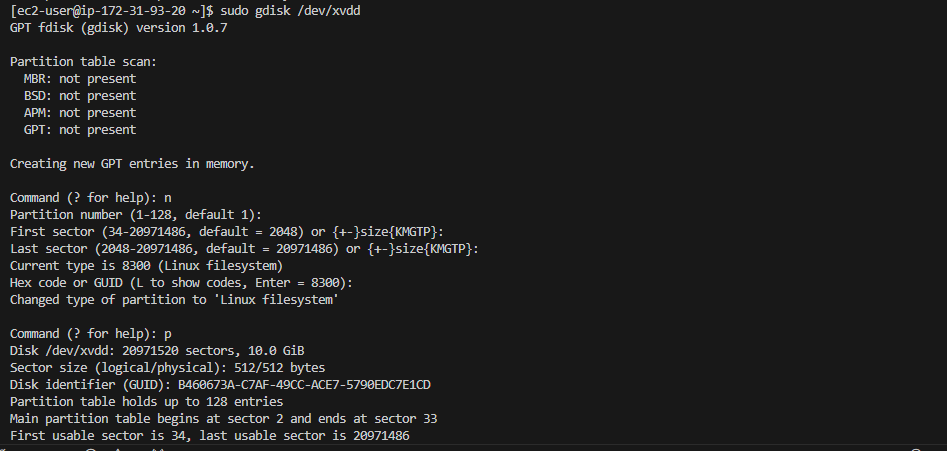 [ec2-user@ip-172-31-93-20 ~]$ sudo gdisk /dev/xvdd
GPT fdisk (gdisk) version 1.0.7
Partition table scan:
  MBR: not present
  BSD: not present
  APM: not present
  GPT: not present
Creating new GPT entries in memory.
Command (? for help): n
Partition number (1-128, default 1):
First sector (34-20971486, default = 2048) or {+-}size{KMGTP}:
Last sector (2048-20971486, default = 20971486) or {+-}size{KMGTP}:
Current type is 8300 (Linux filesystem)
Hex code or GUID (L to show codes, Enter = 8300):
Changed type of partition to 'Linux filesystem'
Command (? for help): p
Disk /dev/xvdd: 20971520 sectors, 10.0 GiB
Sector size (logical/physical): 512/512 bytes
Disk identifier (GUID): B460673A-C7AF-49CC-ACE7-5790EDC7E1CD
Partition table holds up to 128 entries
Main partition table begins at sector 2 and ends at sector 33
First usable sector is 34, last usable sector is 20971486